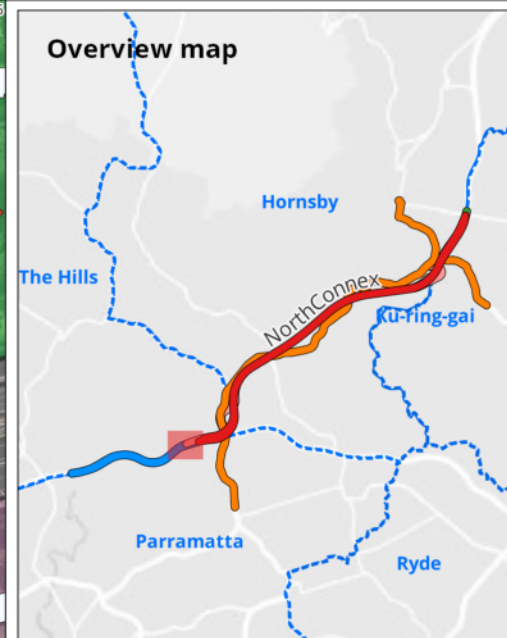 Overview map
Hornsby
The Hills
NorthConnex
Ku-ring-gai
Parramatta
Ryde